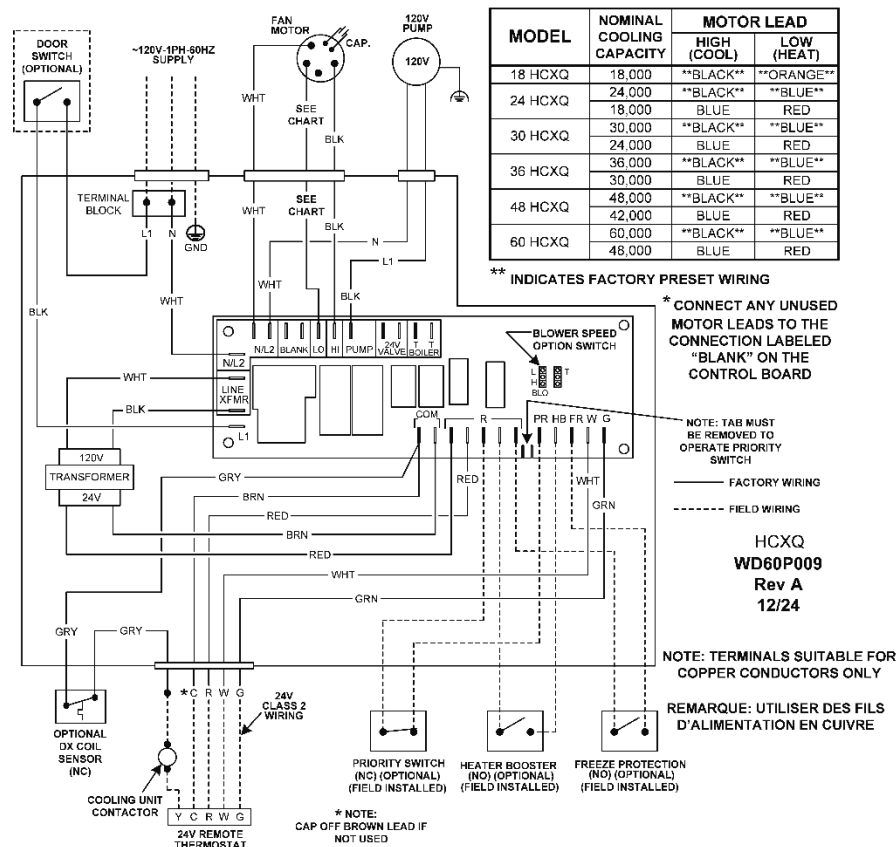 DOOR
SWITCH
(OPTIONAL)
~120V-1PH-60HZ
SUPPLY
FAN
MOTOR
CAP.
120V
PUMP
120V
WHT
SEE
CHART
BLK
TERMINAL
BLOCK
L1
N
GND
WHT
SEE
CHART
BLK
N
L1
WHT
BLK
BLK
WHT
MODEL
NOMINAL
COOLING
CAPACITY
MOTOR LEAD
HIGH
(COOL)
LOW
(HEAT)
18 HCXQ 18,000 **BLACK** **ORANGE**
24 HCXQ 24,000 **BLACK** **BLUE**
18,000 BLUE RED
30 HCXQ 30,000 **BLACK** **BLUE**
24,000 BLUE RED
36 HCXQ 36,000 **BLACK** **BLUE**
30,000 BLUE RED
48 HCXQ 48,000 **BLACK** **BLUE**
42,000 BLUE RED
60 HCXQ 60,000 **BLACK** **BLUE**
48,000 BLUE RED
** INDICATES FACTORY PRESET WIRING
* CONNECT ANY UNUSED
MOTOR LEADS TO THE
CONNECTION LABELED
"BLANK" ON THE
CONTROL BOARD
N/L2 BLANK LO HI PUMP 24V VALVE T T BOILER
BLOWER SPEED
OPTION SWITCH
L
H
BLO
T
N/L2
LINE
XFMR
L1
WHT
BLK
COM
R
PR HB FR W G
NOTE: TAB MUST
BE REMOVED TO
OPERATE PRIORITY
SWITCH
FACTORY WIRING
FIELD WIRING
120V
TRANSFORMER
24V
GRY
BRN
RED
BRN
RED
WHT
GRN
RED
WHT
GRN
GRY
GRY
HCXQ
WD60P009
Rev A
12/24
NOTE: TERMINALS SUITABLE FOR
COPPER CONDUCTORS ONLY
REMARQUE: UTILISER DES FILS
D'ALIMENTATION EN CUIVRE
* C R W G
24V
CLASS 2
WIRING
OPTIONAL
DX COIL
SENSOR
(NC)
COOLING UNIT
CONTACTOR
Y C R W G
24V REMOTE
THERMOSTAT
* NOTE:
CAP OFF BROWN LEAD IF
NOT USED
PRIORITY SWITCH
(NC) (OPTIONAL)
(FIELD INSTALLED)
HEATER BOOSTER
(NO) (OPTIONAL)
(FIELD INSTALLED)
FREEZE PROTECTION
(NO) (OPTIONAL)
(FIELD INSTALLED)